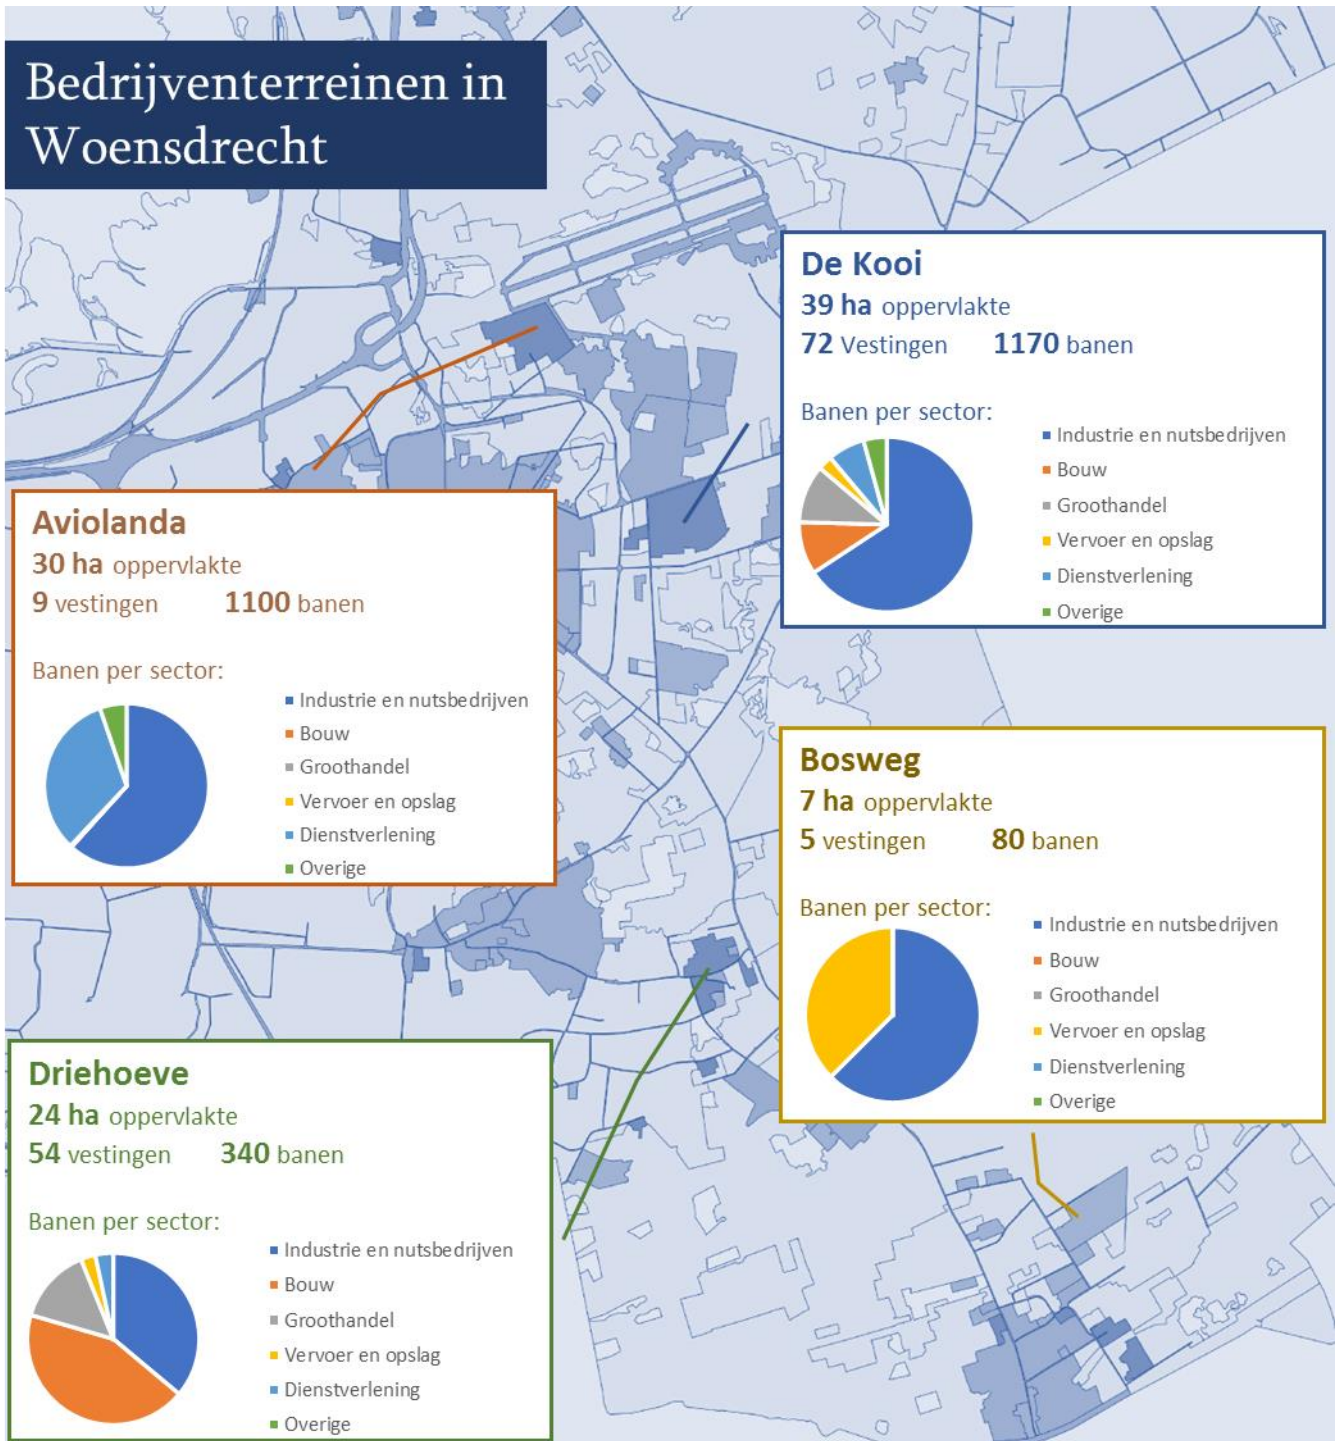 Bedrijventerreinen in
Woensdrecht
De Kooi
39 ha oppervlakte
72 Vestingen 1170 banen
Banen per sector:
Industrie en nutsbedrijven
Bouw
Groothandel
Vervoer en opslag
Dienstverlening
Overige
Aviolanda
30 ha oppervlakte
9 vestingen 1100 banen
Banen per sector:
Industrie en nutsbedrijven
Bouw
Groothandel
Vervoer en opslag
Dienstverlening
Overige
Bosweg
7 ha oppervlakte
5 vestingen 80 banen
Banen per sector:
Industrie en nutsbedrijven
Bouw
Groothandel
Vervoer en opslag
Dienstverlening
Overige
Driehoeve
24 ha oppervlakte
54 vestingen 340 banen
Banen per sector:
Industrie en nutsbedrijven
Bouw
Groothandel
Vervoer en opslag
Dienstverlening
Overige